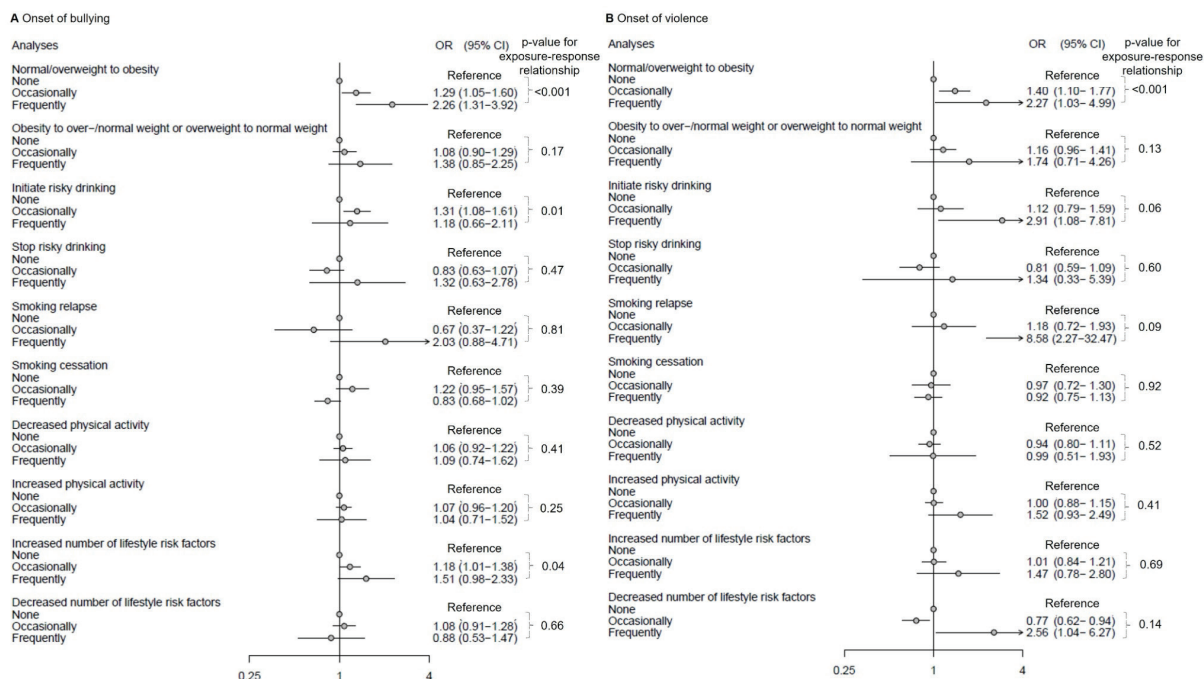 A Onset of bullying
Analyses OR (95% CI) p-value for exposure-response relationship
Normal/overweight to obesity
None Reference
Occasionally 1.29 (1.05−1.60) <0.001
Frequently 2.26 (1.31−3.92)
Obesity to over−/normal weight or overweight to normal weight
None Reference
Occasionally 1.08 (0.90−1.29) 0.17
Frequently 1.38 (0.85−2.25)
Initiate risky drinking
None Reference
Occasionally 1.31 (1.08−1.61) 0.01
Frequently 1.18 (0.66−2.11)
Stop risky drinking
None Reference
Occasionally 0.83 (0.63−1.07) 0.47
Frequently 1.32 (0.63−2.78)
Smoking relapse
None Reference
Occasionally 0.67 (0.37−1.22) 0.81
Frequently 2.03 (0.88−4.71)
Smoking cessation
None Reference
Occasionally 1.22 (0.95−1.57) 0.39
Frequently 0.83 (0.68−1.02)
Decreased physical activity
None Reference
Occasionally 1.06 (0.92−1.22) 0.41
Frequently 1.09 (0.74−1.62)
Increased physical activity
None Reference
Occasionally 1.07 (0.96−1.20) 0.25
Frequently 1.04 (0.71−1.52)
Increased number of lifestyle risk factors
None Reference
Occasionally 1.18 (1.01−1.38) 0.04
Frequently 1.51 (0.98−2.33)
Decreased number of lifestyle risk factors
None Reference
Occasionally 1.08 (0.91−1.28) 0.66
Frequently 0.88 (0.53−1.47)
0.25 1 4
B Onset of violence
Analyses OR (95% CI) p-value for exposure-response relationship
Normal/overweight to obesity
None Reference
Occasionally 1.40 (1.10− 1.77) <0.001
Frequently 2.27 (1.03− 4.99)
Obesity to over−/normal weight or overweight to normal weight
None Reference
Occasionally 1.16 (0.96− 1.41) 0.13
Frequently 1.74 (0.71− 4.26)
Initiate risky drinking
None Reference
Occasionally 1.12 (0.79− 1.59) 0.06
Frequently 2.91 (1.08− 7.81)
Stop risky drinking
None Reference
Occasionally 0.81 (0.59− 1.09) 0.60
Frequently 1.34 (0.33− 5.39)
Smoking relapse
None Reference
Occasionally 1.18 (0.72− 1.93) 0.09
Frequently 8.58 (2.27−32.47)
Smoking cessation
None Reference
Occasionally 0.97 (0.72− 1.30) 0.92
Frequently 0.92 (0.75− 1.13)
Decreased physical activity
None Reference
Occasionally 0.94 (0.80− 1.11) 0.52
Frequently 0.99 (0.51− 1.93)
Increased physical activity
None Reference
Occasionally 1.00 (0.88− 1.15) 0.41
Frequently 1.52 (0.93− 2.49)
Increased number of lifestyle risk factors
None Reference
Occasionally 1.01 (0.84− 1.21) 0.69
Frequently 1.47 (0.78− 2.80)
Decreased number of lifestyle risk factors
None Reference
Occasionally 0.77 (0.62− 0.94) 0.14
Frequently 2.56 (1.04− 6.27)
0.25 1 4